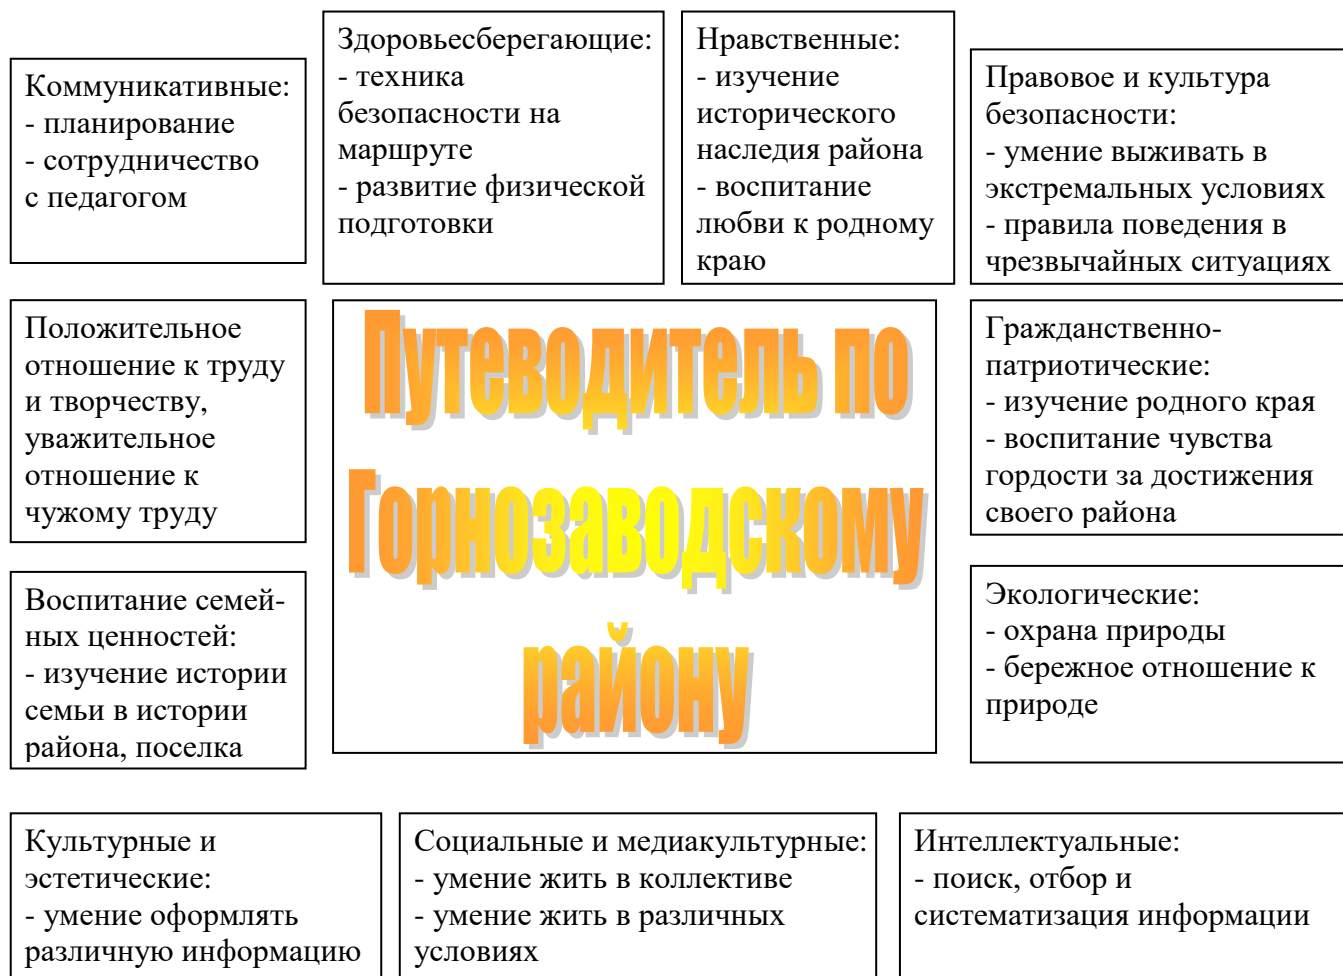 Коммуникативные:
- планирование
- сотрудничество
с педагогом
Здоровьесберегающие:
- техника
безопасности на
маршруте
- развитие физической
подготовки
Нравственные:
- изучение
исторического
наследия района
- воспитание
любви к родному
краю
Правовое и культура
безопасности:
- умение выживать в
экстремальных условиях
- правила поведения в
чрезвычайных ситуациях
Положительное
отношение к труду
и творчеству,
уважительное
отношение к
чужому труду
Путеводитель по
Горнозаводскому
району
Гражданственно-
патриотические:
- изучение родного края
- воспитание чувства
гордости за достижения
своего района
Воспитание семей-
ных ценностей:
- изучение истории
семьи в истории
района, поселка
Экологические:
- охрана природы
- бережное отношение к
природе
Культурные и
эстетические:
- умение оформлять
различную информацию
Социальные и медиакультурные:
- умение жить в коллективе
- умение жить в различных
условиях
Интеллектуальные:
- поиск, отбор и
систематизация информации